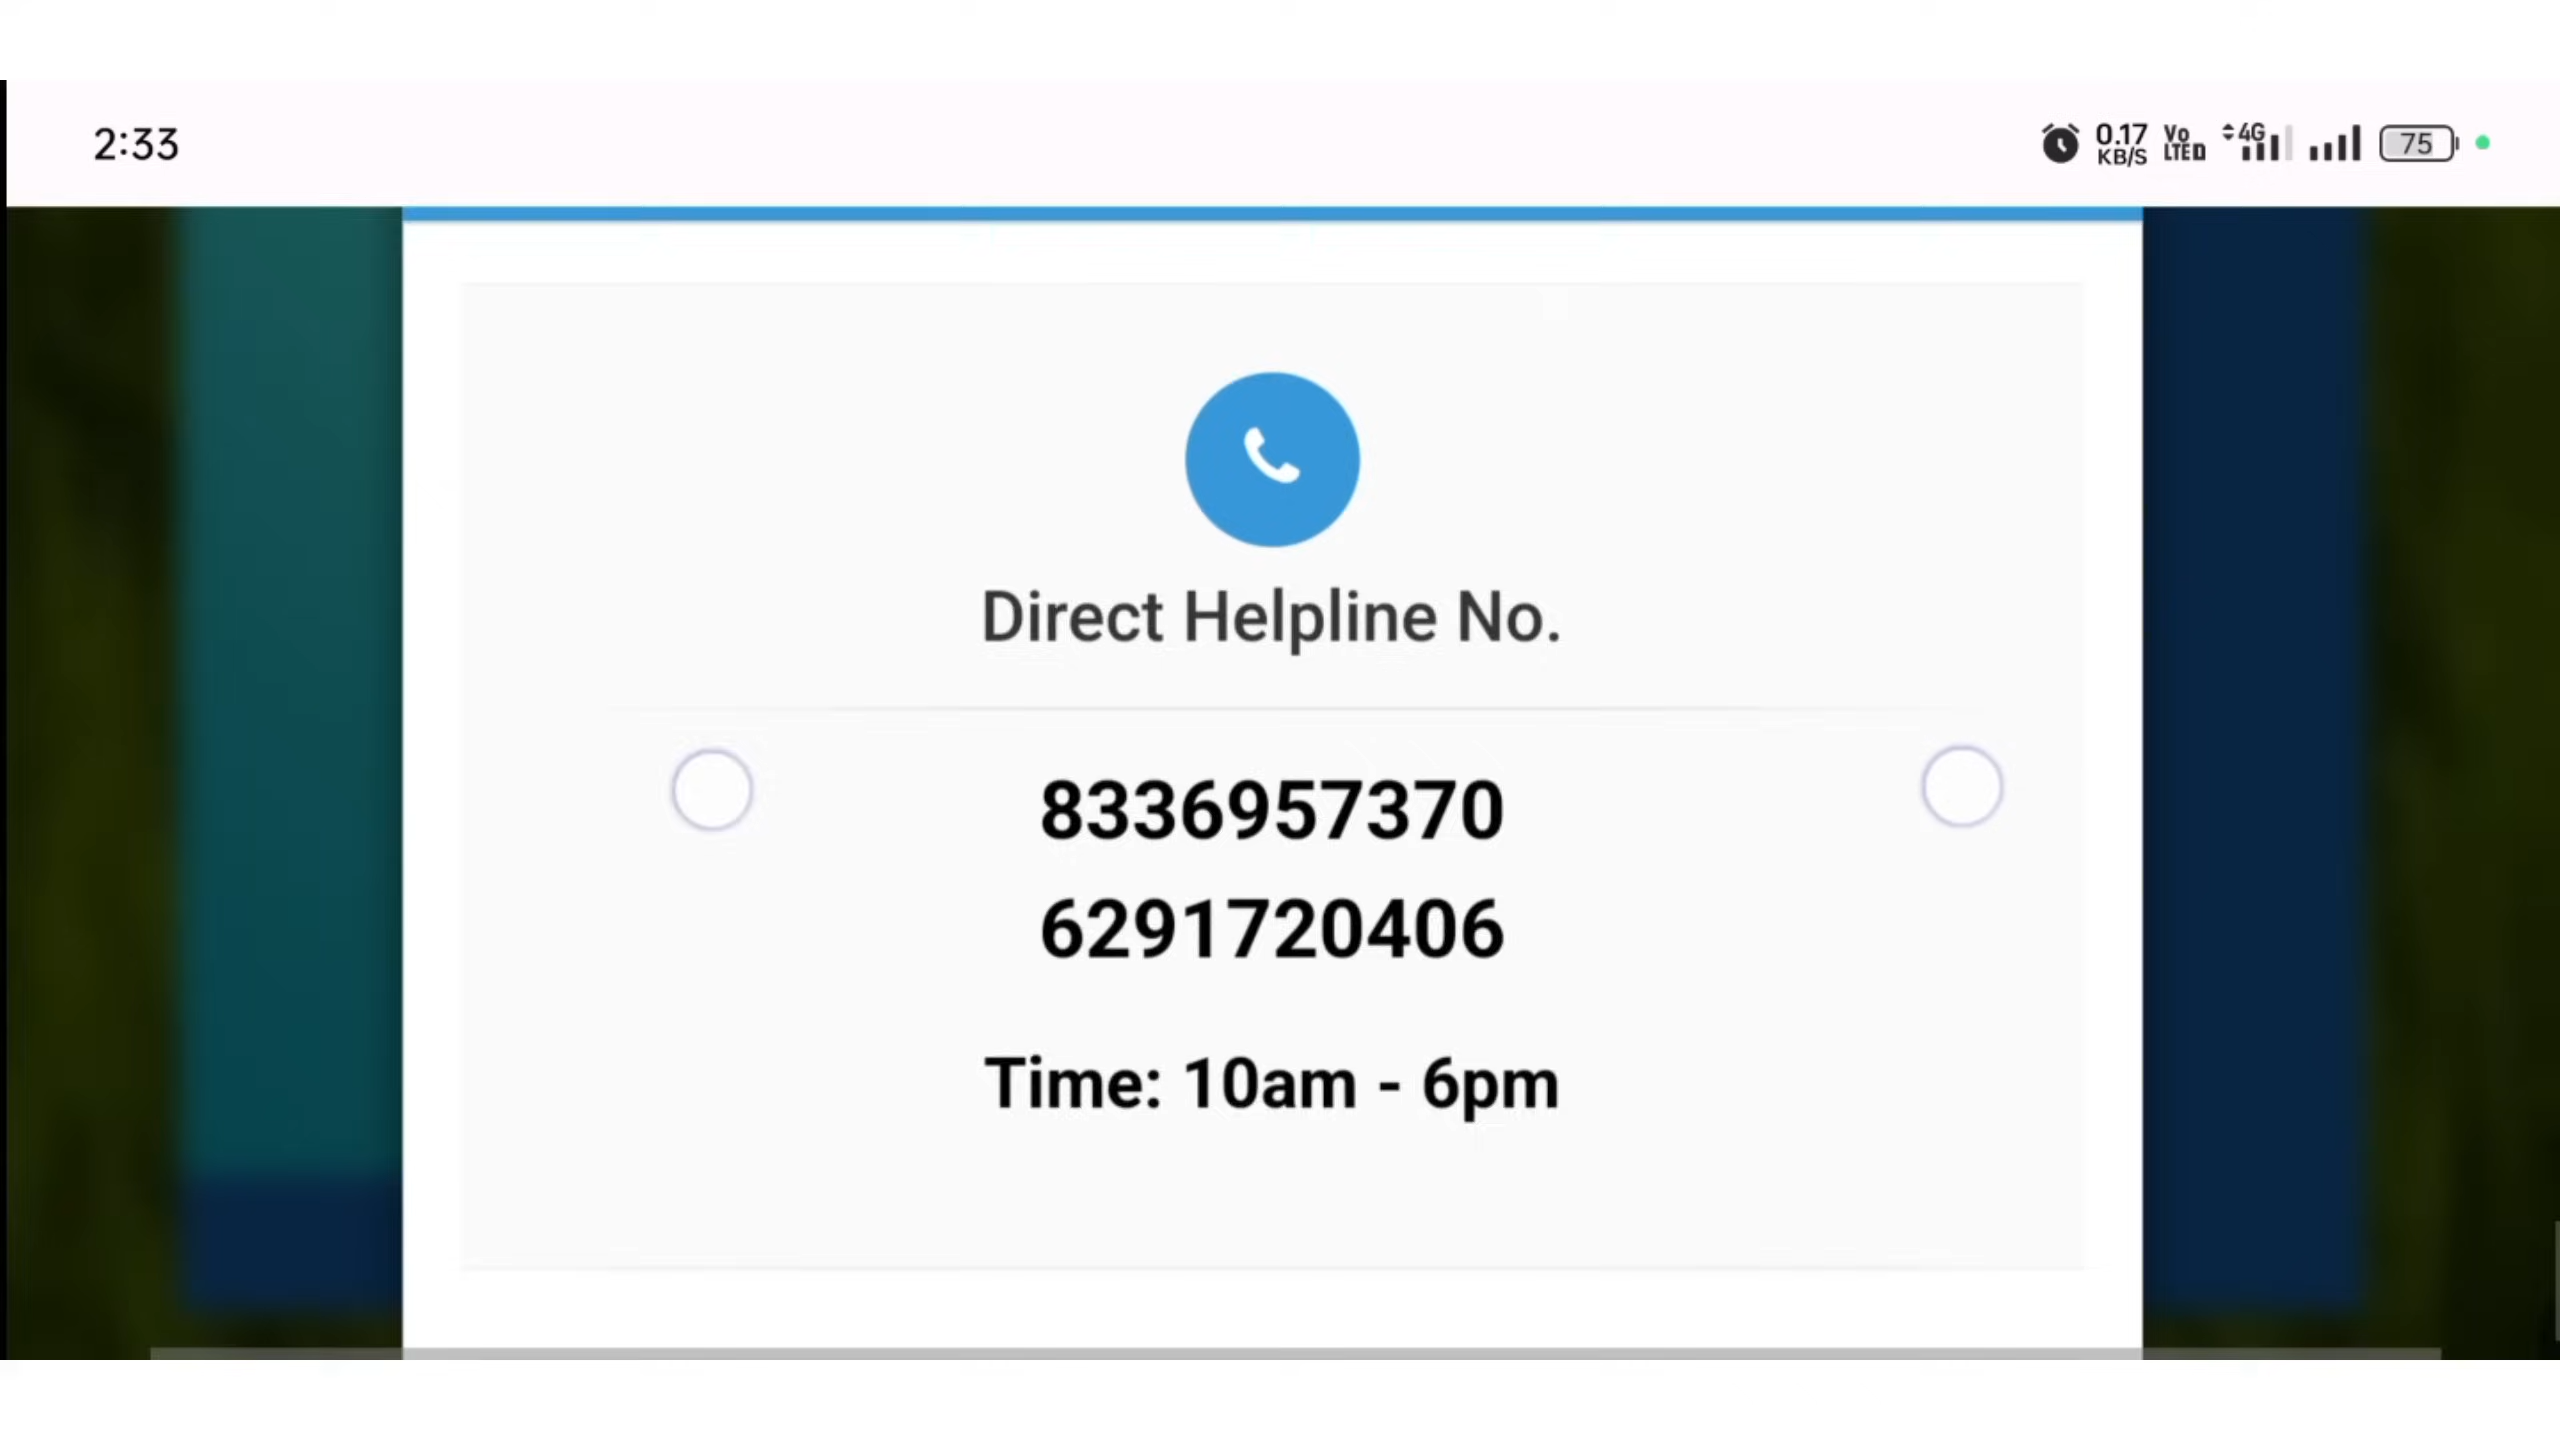 2:33
0.17 KB/S
Vo LTE D
4G
75
Direct Helpline No.
8336957370
6291720406
Time: 10am - 6pm